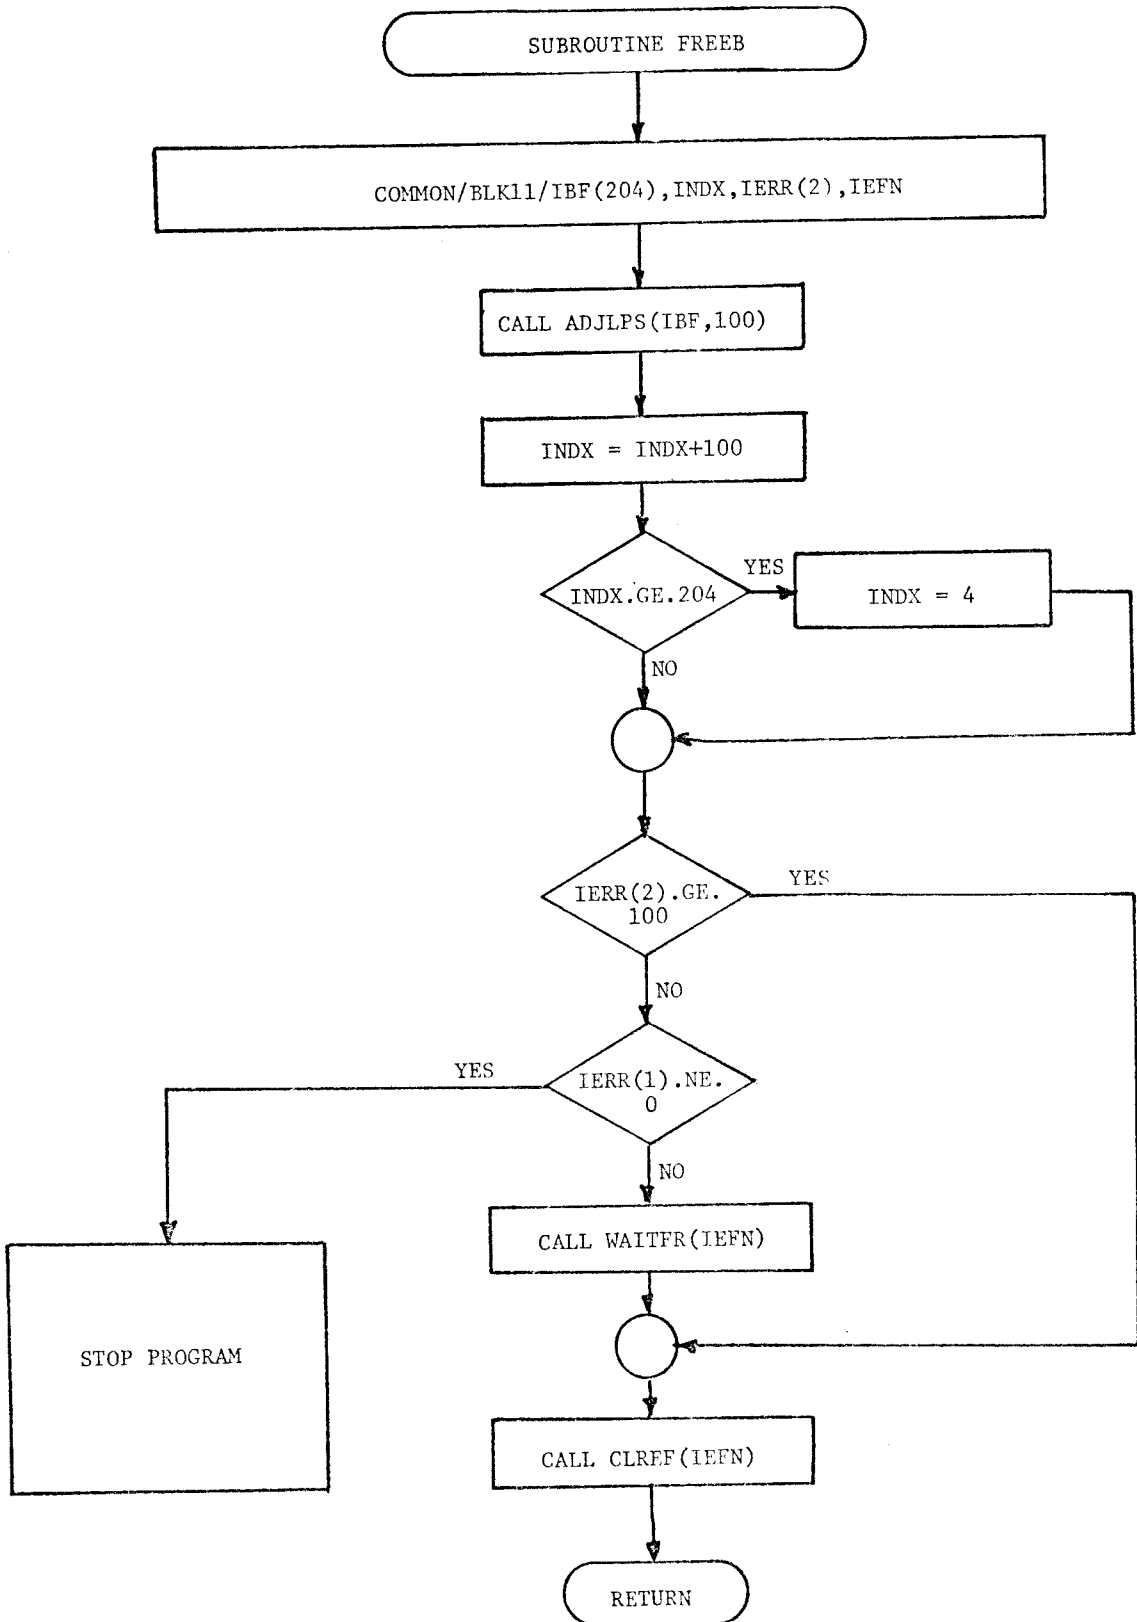 SUBROUTINE FREEB
COMMON/BLK11/IBF(204),INDX,IERR(2),IEFN
CALL ADJLPS(IBF,100)
INDX = INDX+100
INDX.GE.204
YES
INDX = 4
NO
IERR(2).GE.
100
YES
NO
IERR(1).NE.
0
YES
NO
CALL WAITFR(IEFN)
STOP PROGRAM
CALL CLREF(IEFN)
RETURN